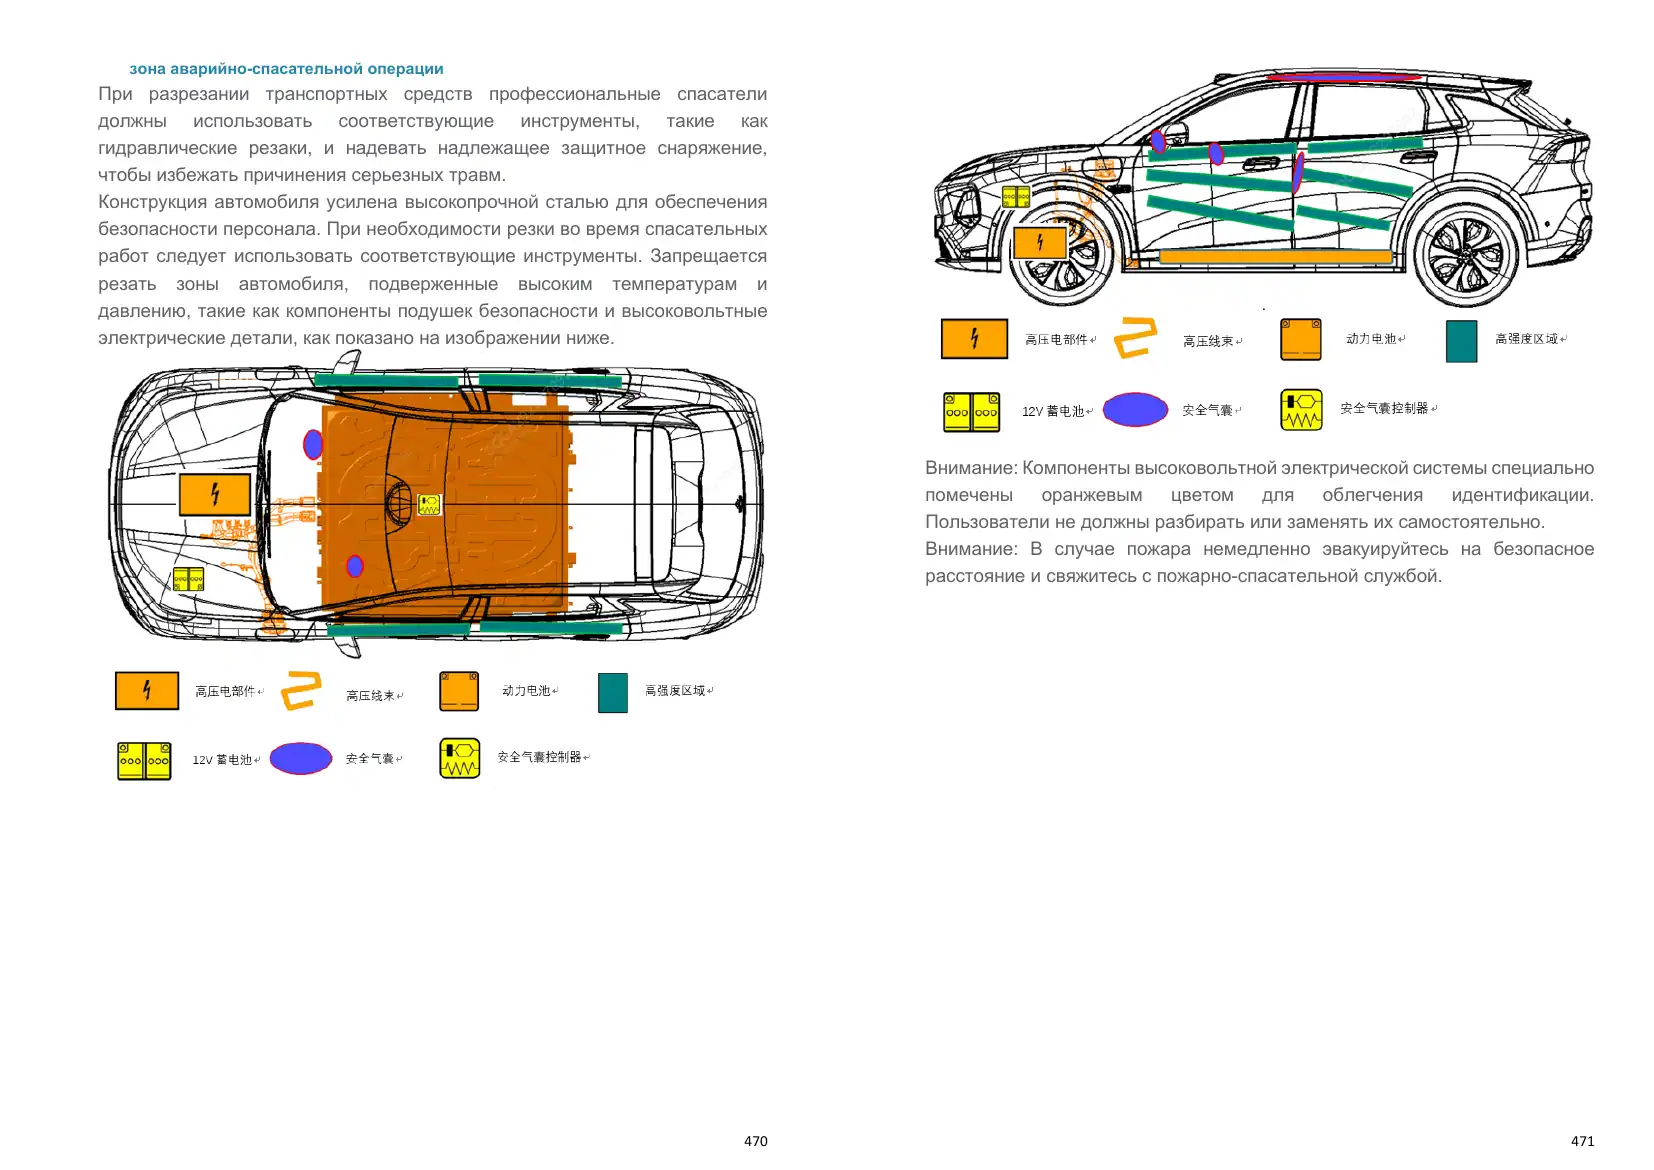 зона аварийно-спасательной операции
При разрезании транспортных средств профессиональные спасатели
должны использовать соответствующие инструменты, такие как
гидравлические резаки, и надевать надлежащее защитное снаряжение,
чтобы избежать причинения серьезных травм.
Конструкция автомобиля усилена высокопрочной сталью для обеспечения
безопасности персонала. При необходимости резки во время спасательных
работ следует использовать соответствующие инструменты. Запрещается
резать зоны автомобиля, подверженные высоким температурам и
давлению, такие как компоненты подушек безопасности и высоковольтные
электрические детали, как показано на изображении ниже.
高压电部件 高压线束 动力电池 高强度区域
12V 蓄电池 安全气囊 安全气囊控制器
470
高压电部件 高压线束 动力电池 高强度区域
12V 蓄电池 安全气囊 安全气囊控制器
Внимание: Компоненты высоковольтной электрической системы специально
помечены оранжевым цветом для облегчения идентификации.
Пользователи не должны разбирать или заменять их самостоятельно.
Внимание: В случае пожара немедленно эвакуируйтесь на безопасное
расстояние и свяжитесь с пожарно-спасательной службой.
471